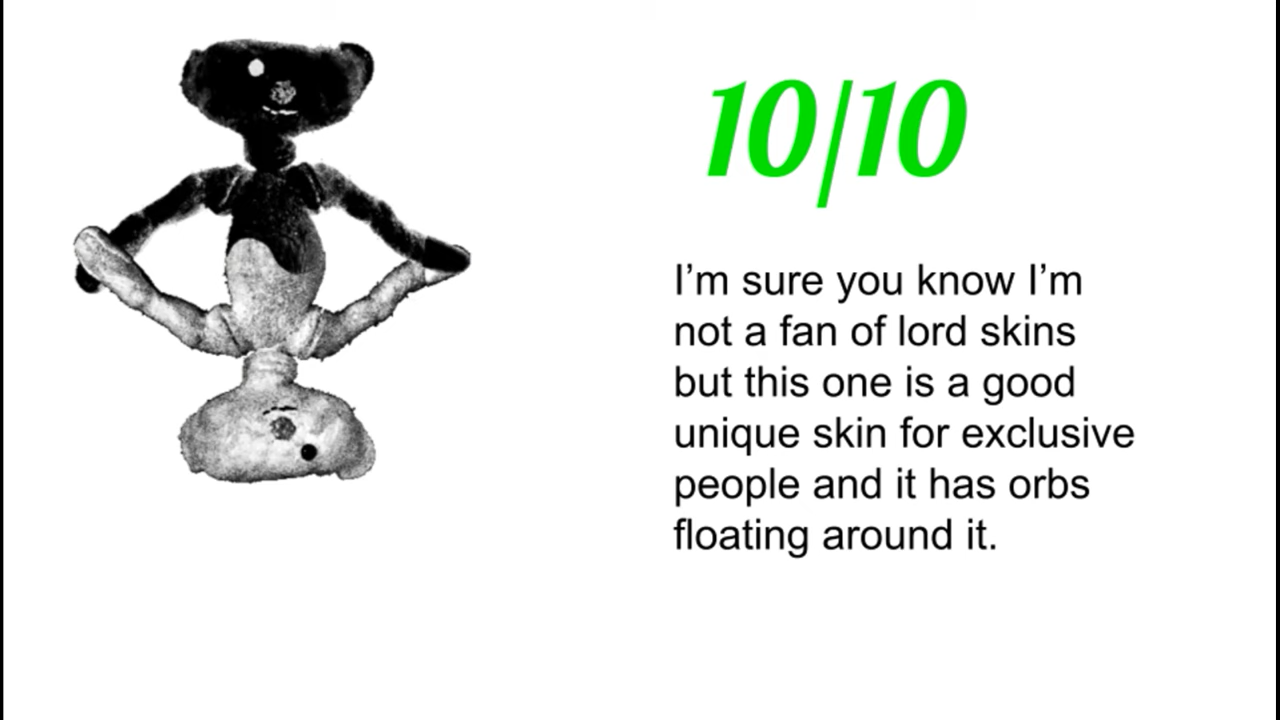 10/10
I’m sure you know I’m
not a fan of lord skins
but this one is a good
unique skin for exclusive
people and it has orbs
floating around it.